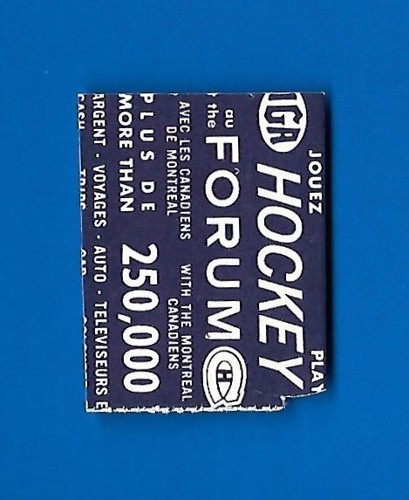 JOUEZ PLAY
IGA HOCKEY
au
the FORUM
AVEC LES CANADIENS
DE MONTREAL
WITH THE MONTREAL
CANADIENS
PLUS DE
MORE THAN 250,000
ARGENT - VOYAGES - AUTO - TELEVISEURS E